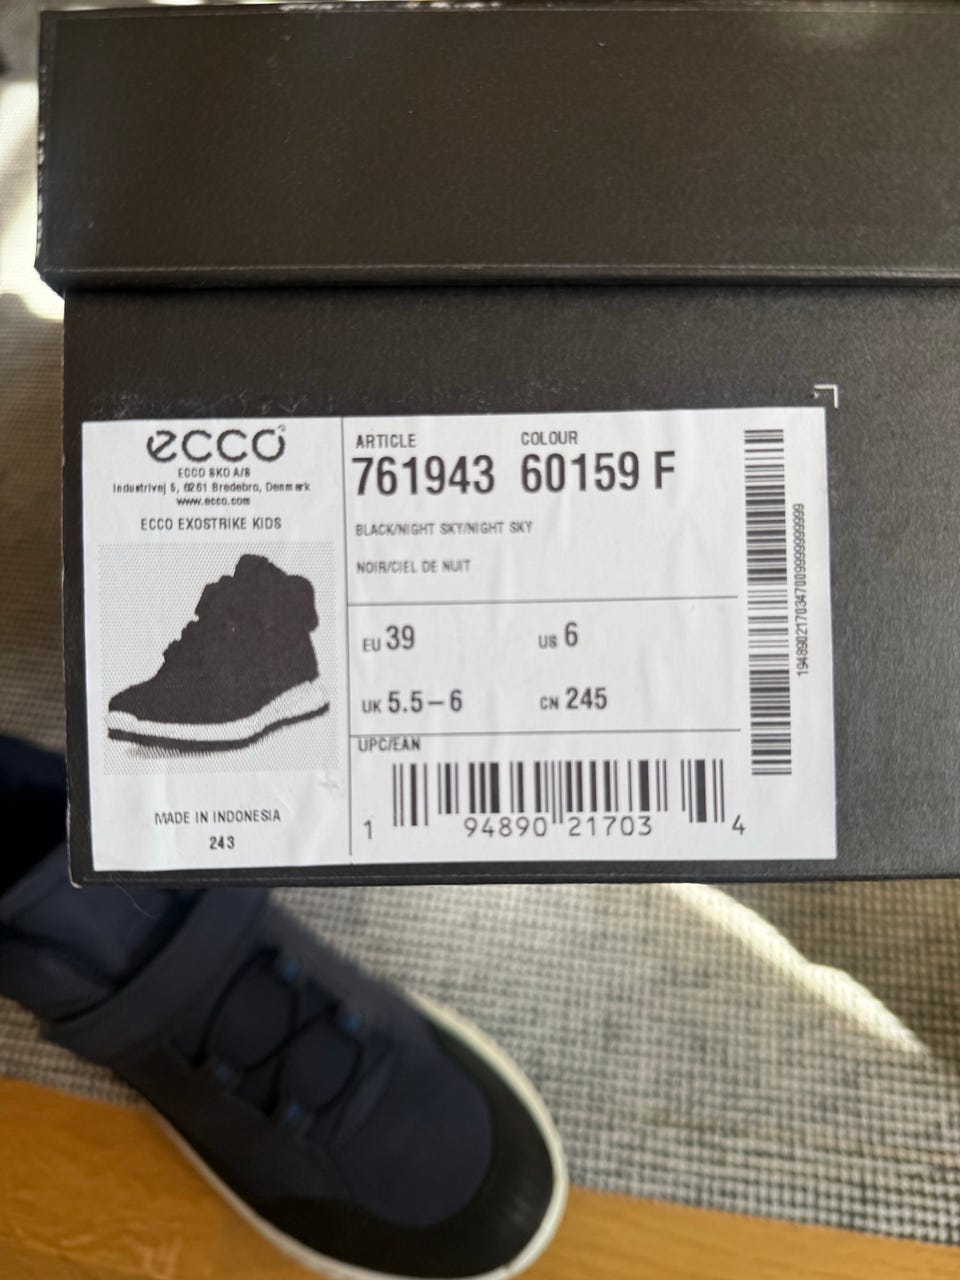 ecco
ECCO SKO A/S
Industrivej 5, 6261 Bredebro, Denmark
www.ecco.com
ECCO EXOSTRIKE KIDS
MADE IN INDONESIA
243
ARTICLE COLOUR
761943 60159 F
BLACK/NIGHT SKY/NIGHT SKY
NOIR/CIEL DE NUIT
EU 39 US 6
UK 5.5–6 CN 245
UPC/EAN
1 94890 21703 4